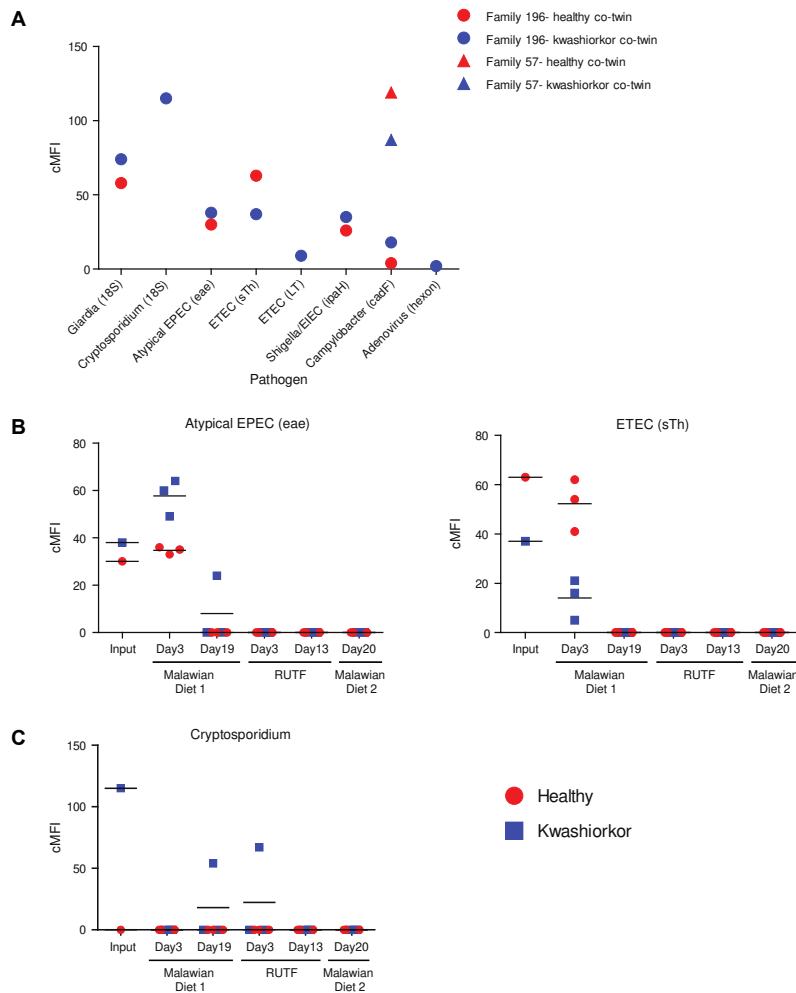 A
Family 196- healthy co-twin
Family 196- kwashiorkor co-twin
Family 57- healthy co-twin
Family 57- kwashiorkor co-twin
150
100
50
0
cMFI
Giardia (18S)
Cryptosporidium (18S)
Atypical EPEC (eae)
ETEC (sTh)
ETEC (LT)
Shigella/EIEC (ipaH)
Campylobacter (cadF)
Adenovirus (hexon)
Pathogen
B
Atypical EPEC (eae)
80
60
40
20
0
cMFI
Input Day3 Day19 Day3 Day13 Day20
Malawian RUTF Malawian
Diet 1 Diet 2
ETEC (sTh)
80
60
40
20
0
cMFI
Input Day3 Day19 Day3 Day13 Day20
Malawian RUTF Malawian
Diet 1 Diet 2
C
Cryptosporidium
150
100
50
0
cMFI
Input Day3 Day19 Day3 Day13 Day20
Malawian RUTF Malawian
Diet 1 Diet 2
Healthy
Kwashiorkor